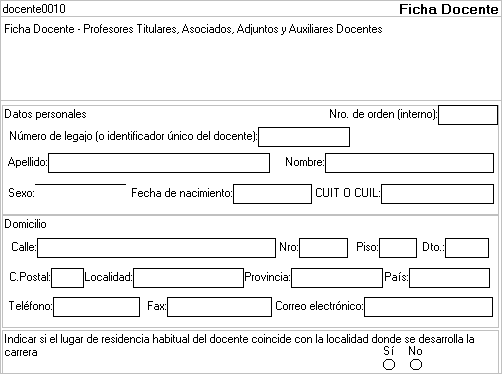 docente0010 Ficha Docente
Ficha Docente - Profesores Titulares, Asociados, Adjuntos y Auxiliares Docentes
Datos personales Nro. de orden (interno):
Número de legajo (o identificador único del docente):
Apellido: Nombre:
Sexo: Fecha de nacimiento: CUIT O CUIL:
Domicilio
Calle: Nro: Piso: Dto.:
C.Postal: Localidad: Provincia: País:
Teléfono: Fax: Correo electrónico:
Indicar si el lugar de residencia habitual del docente coincide con la localidad donde se desarrolla la
carrera
Sí No